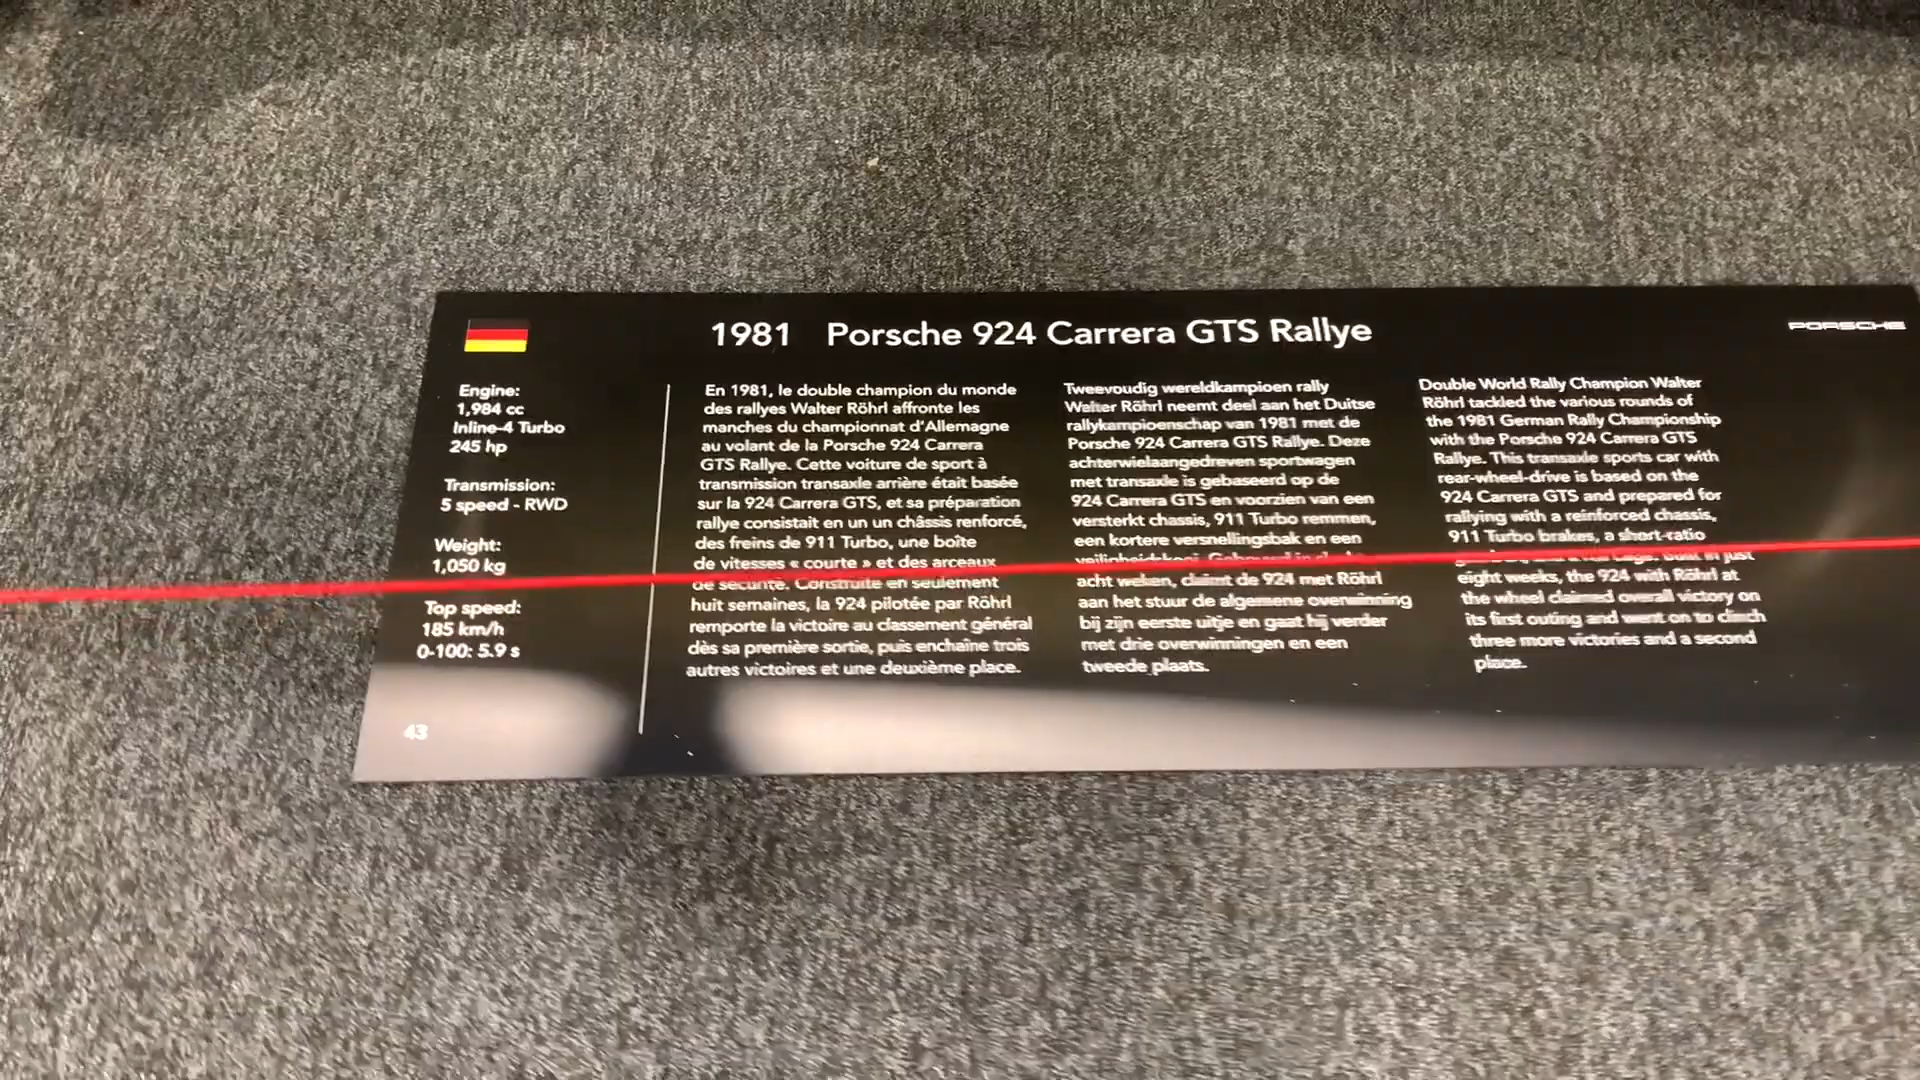 1981 Porsche 924 Carrera GTS Rallye
PORSCHE
Engine:
1,984 cc
Inline-4 Turbo
245 hp
Transmission:
5 speed - RWD
Weight:
1,050 kg
Top speed:
185 km/h
0-100: 5.9 s
43
En 1981, le double champion du monde
des rallyes Walter Röhrl affronte les
manches du championnat d'Allemagne
au volant de la Porsche 924 Carrera
GTS Rallye. Cette voiture de sport à
transmission transaxle arrière était basée
sur la 924 Carrera GTS, et sa préparation
rallye consistait en un un châssis renforcé,
des freins de 911 Turbo, une boîte
de vitesses « courte » et des arceaux
de sécurité. Construite en seulement
huit semaines, la 924 pilotée par Röhrl
remporte la victoire au classement général
dès sa première sortie, puis enchaîne trois
autres victoires et une deuxième place.
Tweevoudig wereldkampioen rally
Walter Röhrl neemt deel aan het Duitse
rallykampioenschap van 1981 met de
Porsche 924 Carrera GTS Rallye. Deze
achterwielaangedreven sportwagen
met transaxle is gebaseerd op de
924 Carrera GTS en voorzien van een
versterkt chassis, 911 Turbo remmen,
een kortere versnellingsbak en een
veiligheidskooi.
acht weken, claimt de 924 met Röhrl
aan het stuur de algemene overwinning
bij zijn eerste uitje en gaat hij verder
met drie overwinningen en een
tweede plaats.
Double World Rally Champion Walter
Röhrl tackled the various rounds of
the 1981 German Rally Championship
with the Porsche 924 Carrera GTS
Rallye. This transaxle sports car with
rear-wheel-drive is based on the
924 Carrera GTS and prepared for
rallying with a reinforced chassis,
911 Turbo brakes, a short-ratio
built in just
eight weeks, the 924 with Röhrl at
the wheel claimed overall victory on
its first outing and went on to clinch
three more victories and a second
place.